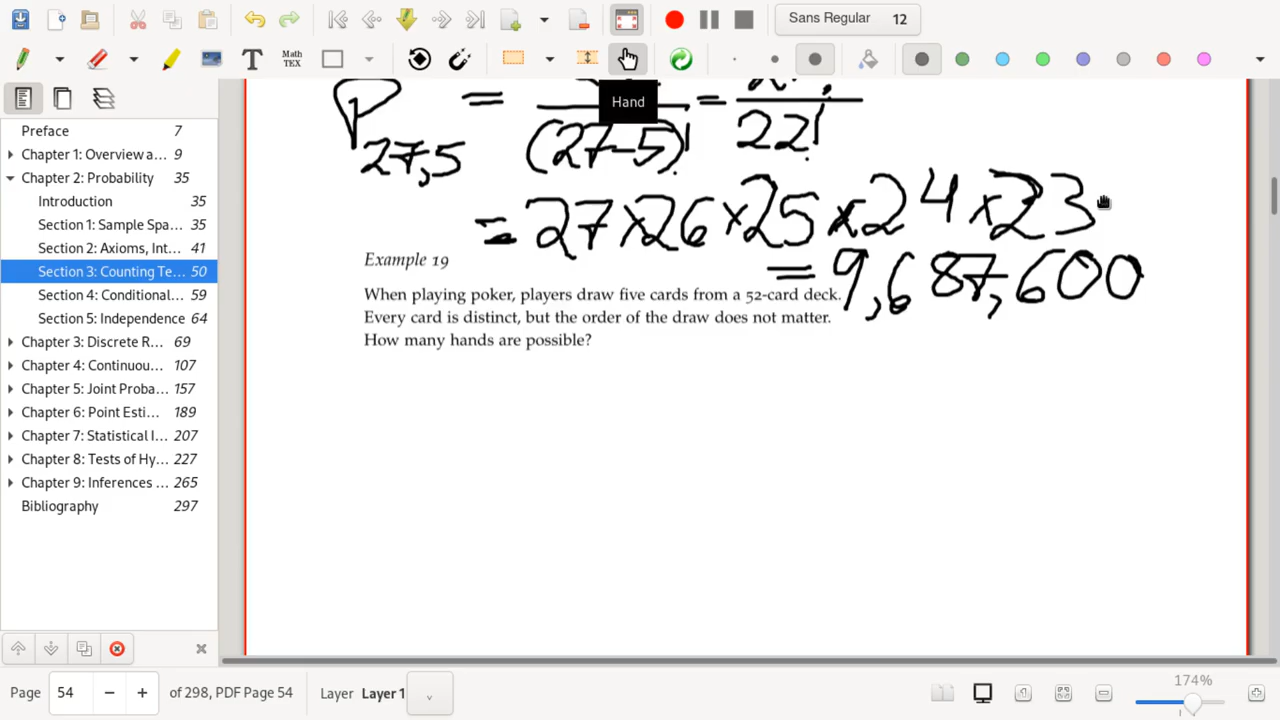 Sans Regular 12
Math
TEX
Hand
Preface 7
Chapter 1: Overview a... 9
Chapter 2: Probability 35
Introduction 35
Section 1: Sample Spa... 35
Section 2: Axioms, Int... 41
Section 3: Counting Te... 50
Section 4: Conditional... 59
Section 5: Independence 64
Chapter 3: Discrete R... 69
Chapter 4: Continuou... 107
Chapter 5: Joint Proba... 157
Chapter 6: Point Esti... 189
Chapter 7: Statistical I... 207
Chapter 8: Tests of Hy... 227
Chapter 9: Inferences ... 265
Bibliography 297
P27,5 = (27-5)! = 22!
= 27×26×25×24×23
= 9,687,600
Example 19
When playing poker, players draw five cards from a 52-card deck.
Every card is distinct, but the order of the draw does not matter.
How many hands are possible?
Page 54 of 298, PDF Page 54 Layer Layer 1 174%